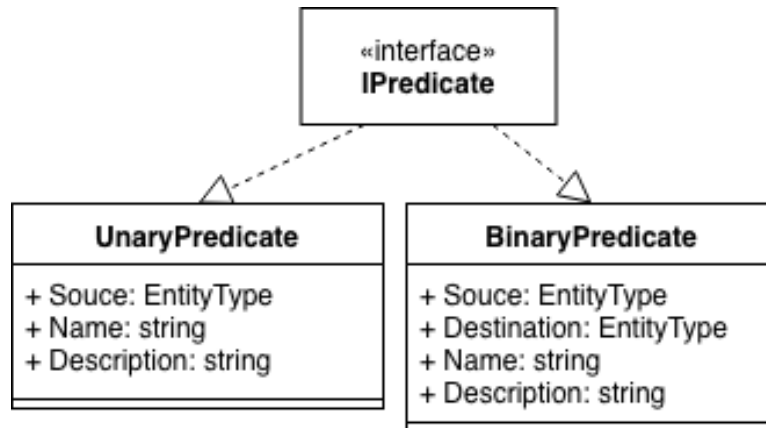 «interface»
IPredicate
UnaryPredicate
+ Souce: EntityType
+ Name: string
+ Description: string
BinaryPredicate
+ Souce: EntityType
+ Destination: EntityType
+ Name: string
+ Description: string